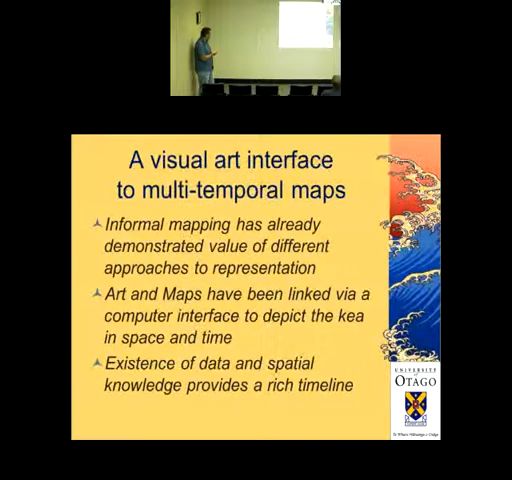 A visual art interface
to multi-temporal maps
Informal mapping has already
demonstrated value of different
approaches to representation
Art and Maps have been linked via a
computer interface to depict the kea
in space and time
Existence of data and spatial
knowledge provides a rich timeline
UNIVERSITY
of
OTAGO